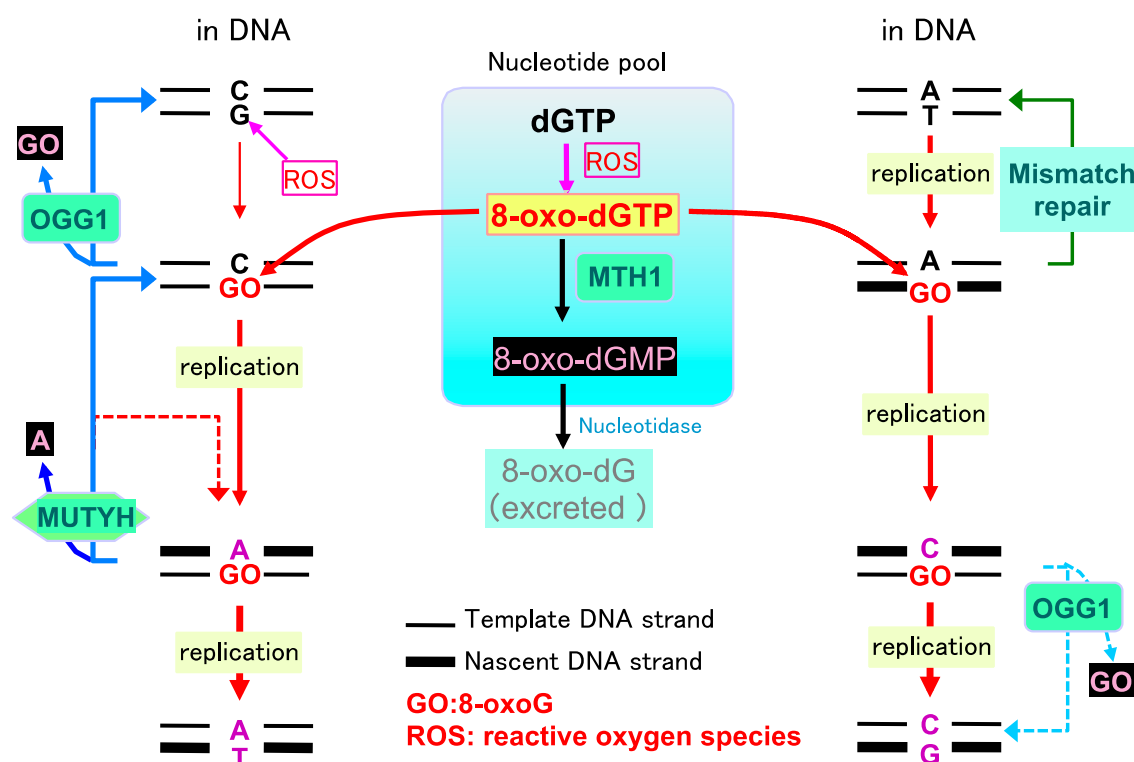 in DNA
C
G
ROS
GO
OGG1
C
GO
replication
A
MUTYH
A
GO
replication
A
T
Nucleotide pool
dGTP
ROS
8-oxo-dGTP
MTH1
8-oxo-dGMP
Nucleotidase
8-oxo-dG
(excreted )
Template DNA strand
Nascent DNA strand
GO:8-oxoG
ROS: reactive oxygen species
in DNA
A
T
replication
Mismatch
repair
A
GO
replication
C
GO
OGG1
GO
replication
C
G